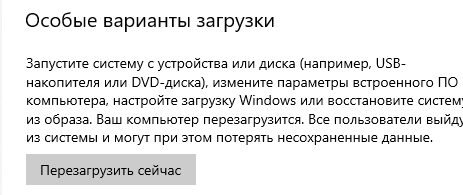 Особые варианты загрузки
Запустите систему с устройства или диска (например, USB-
накопителя или DVD-диска), измените параметры встроенного ПО
компьютера, настройте загрузку Windows или восстановите систему
из образа. Ваш компьютер перезагрузится. Все пользователи выйду
из системы и могут при этом потерять несохраненные данные.
Перезагрузить сейчас